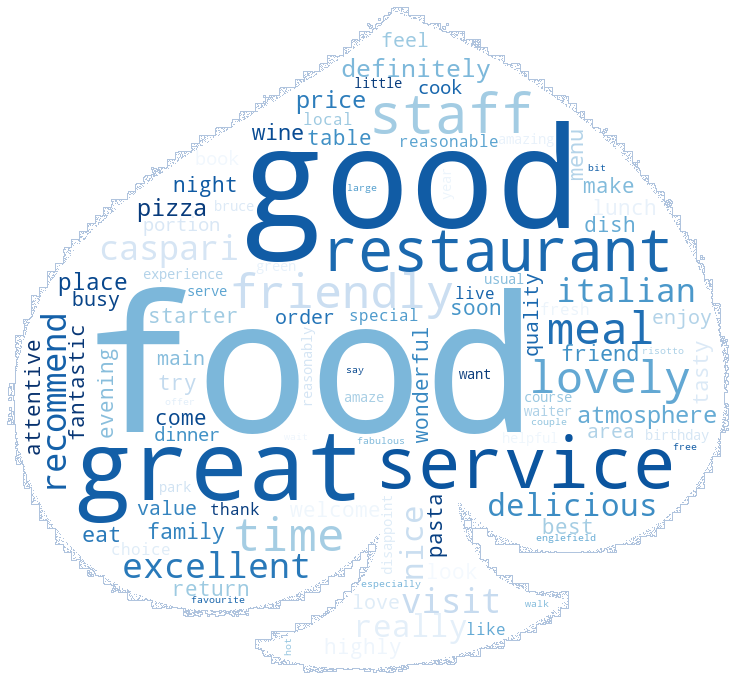 feel
definitely
little
cook
price
staff
local
wine
table
reasonable
amazing
menu
book
good
bit
night
large
year
make
pizza
bruce
lunch
portion
dish
caspari
restaurant
green
experience
place
friendly
usual
italian
busy
serve
live
quality
fresh
starter
order
special
soon
meal
enjoy
recommend
fantastic
attentive
evening
main
food
reasonably
wonderful
friend
risotto
say
want
lovely
tasty
try
amaze
course
offer
come
waiter
atmosphere
couple
dinner
wait
fabulous
helpful
area
birthday
great
service
free
park
disappoint
delicious
value
thank
welcome
nice
pasta
best
eat
family
time
englefield
choice
excellent
look
especially
return
love
visit
favourite
walk
really
like
highly
hot